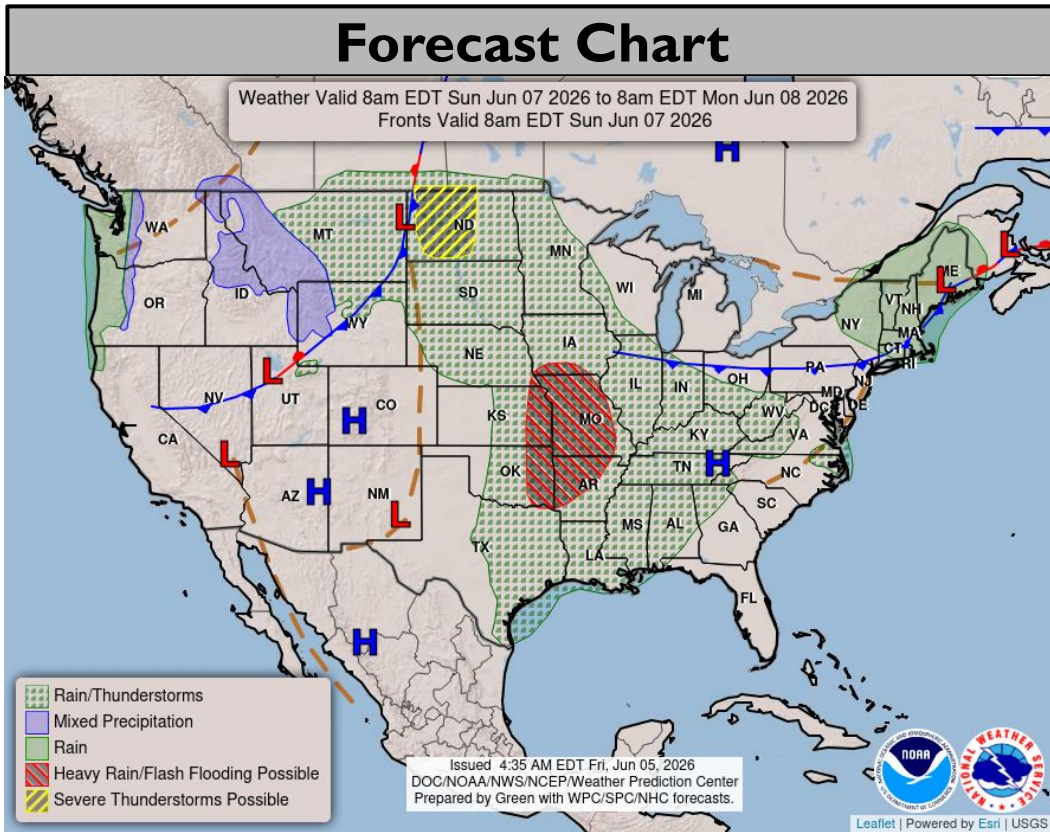 Forecast Chart
Weather Valid 8am EDT Sun Jun 07 2026 to 8am EDT Mon Jun 08 2026
Fronts Valid 8am EDT Sun Jun 07 2026
H
WA
MT
L
ND
MN
L
ME
L
OR
ID
SD
WI
MI
VT
NH
NY
MA
CT
RI
WY
NE
IA
PA
NJ
L
NV
UT
CO
H
IL
IN
OH
MD
DE
DC
WV
VA
CA
KS
MO
KY
L
AZ
H
NM
L
OK
AR
TN
H
NC
SC
MS
AL
GA
TX
LA
FL
H
Rain/Thunderstorms
Mixed Precipitation
Rain
Heavy Rain/Flash Flooding Possible
Severe Thunderstorms Possible
Issued 4:35 AM EDT Fri, Jun 05, 2026
DOC/NOAA/NWS/NCEP/Weather Prediction Center
Prepared by Green with WPC/SPC/NHC forecasts.
NOAA
NATIONAL WEATHER SERVICE
Leaflet | Powered by Esri | USGS